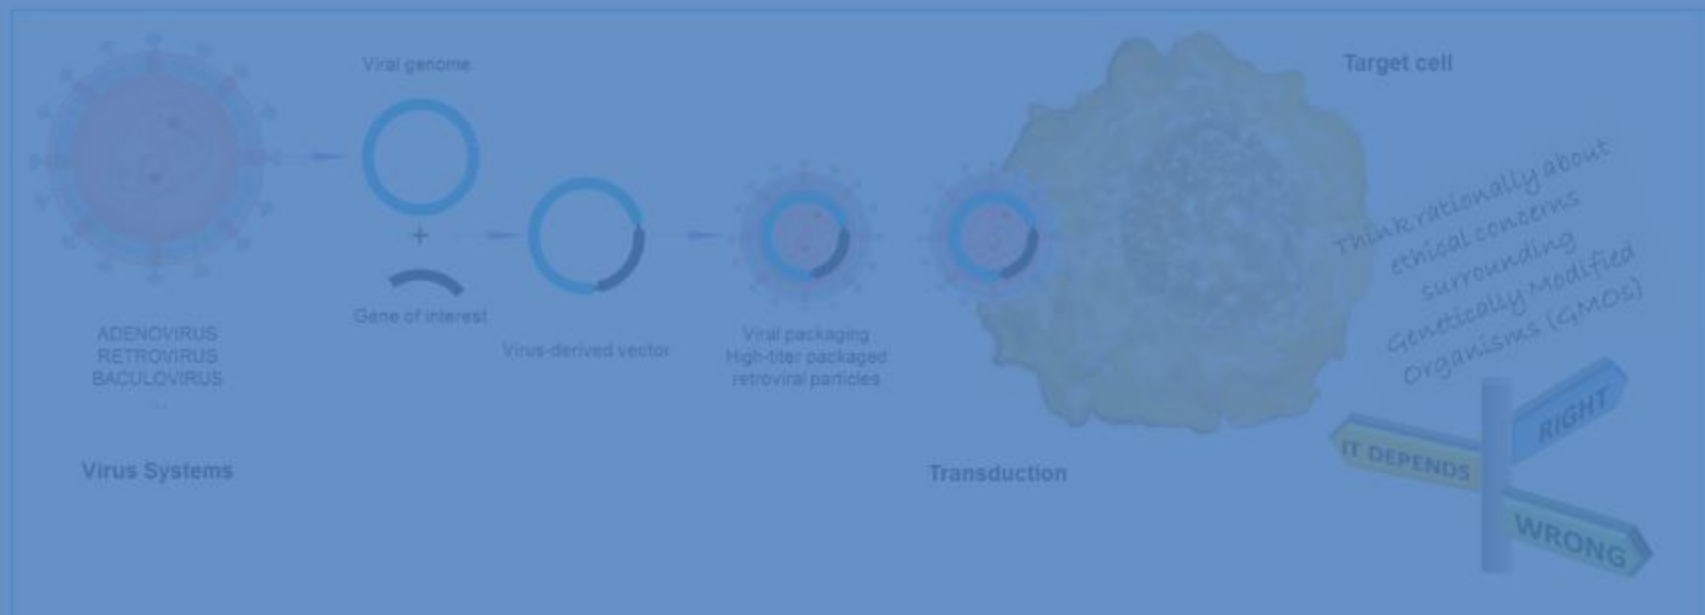 Viral genome
Target cell
+
Gene of interest
ADENOVIRUS
RETROVIRUS
BACULOVIRUS
...
Virus-derived vector
Viral packaging
High-titer packaged
retroviral particles
Think rationally about
ethical concerns
surrounding
Genetically Modified
Organisms (GMOs)
RIGHT
IT DEPENDS
WRONG
Virus Systems
Transduction